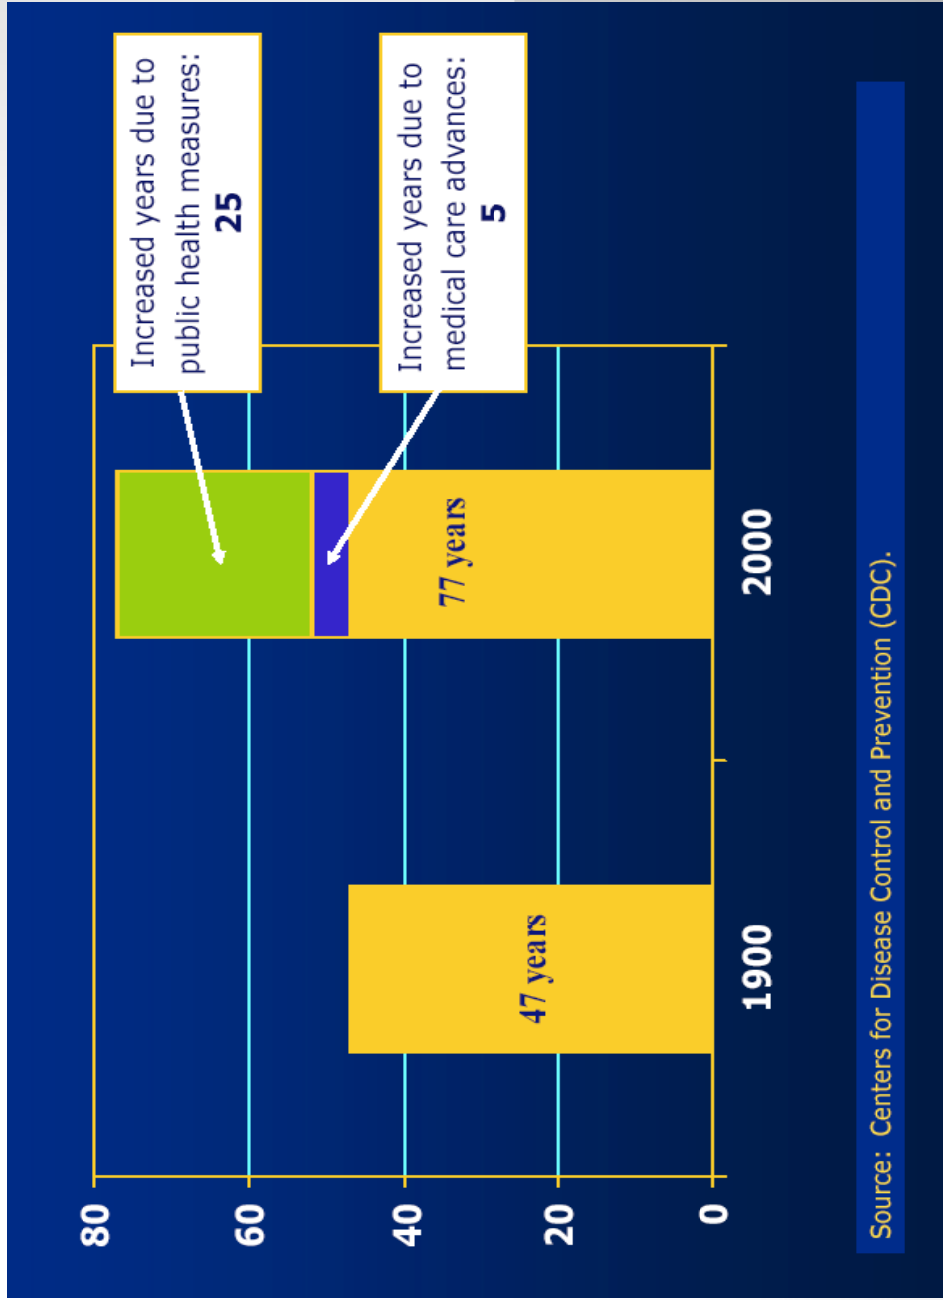 Increased years due to
public health measures:
25
Increased years due to
medical care advances:
5
80
60
40
20
0
47 years
77 years
1900
2000
Source: Centers for Disease Control and Prevention (CDC).